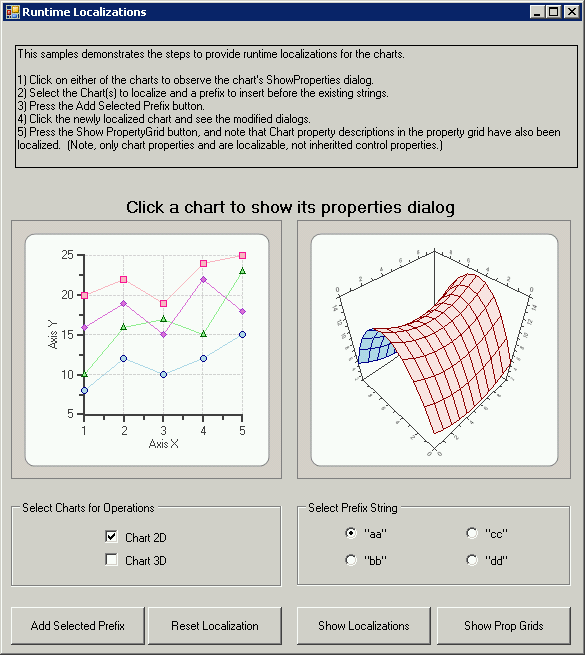 Runtime Localizations
This samples demonstrates the steps to provide runtime localizations for the charts.
1) Click on either of the charts to observe the chart's ShowProperties dialog.
2) Select the Chart(s) to localize and a prefix to insert before the existing strings.
3) Press the Add Selected Prefix button.
4) Click the newly localized chart and see the modified dialogs.
5) Press the Show PropertyGrid button, and note that Chart property descriptions in the property grid have also been
localized.  (Note, only chart properties and are localizable, not inheritted control properties.)
Click a chart to show its properties dialog
25
20
15
10
5
Axis Y
1 2 3 4 5
Axis X
Select Charts for Operations
Chart 2D
Chart 3D
Select Prefix String
"aa" "cc"
"bb" "dd"
Add Selected Prefix
Reset Localization
Show Localizations
Show Prop Grids